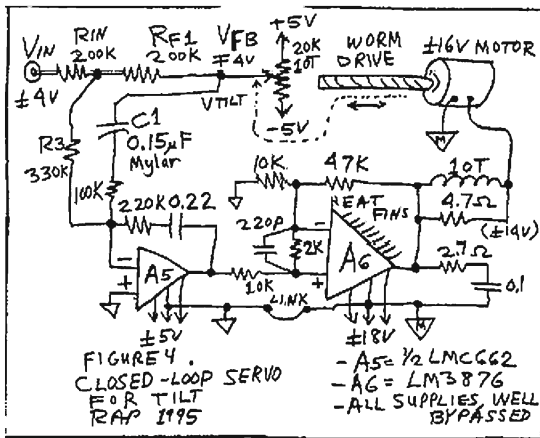 VIN
±4V
RIN
200K
RF1
200K
VFB
∓4V
+5V
20K
10T
-5V
VTILT
WORM
DRIVE
±16V MOTOR
M
R3
330K
C1
0.15µF
Mylar
100K
220K 0.22
10K
47K
HEAT
FINS
10T
4.7Ω
(±14V)
220p
2K
-
+
A5
-
+
A6
10K
2.7Ω
0.1
LINK
±5V
±18V
M
FIGURE 4.
CLOSED-LOOP SERVO
FOR TILT
RAP 1995
-A5= 1/2 LMC662
-A6= LM3876
-ALL SUPPLIES WELL
BYPASSED